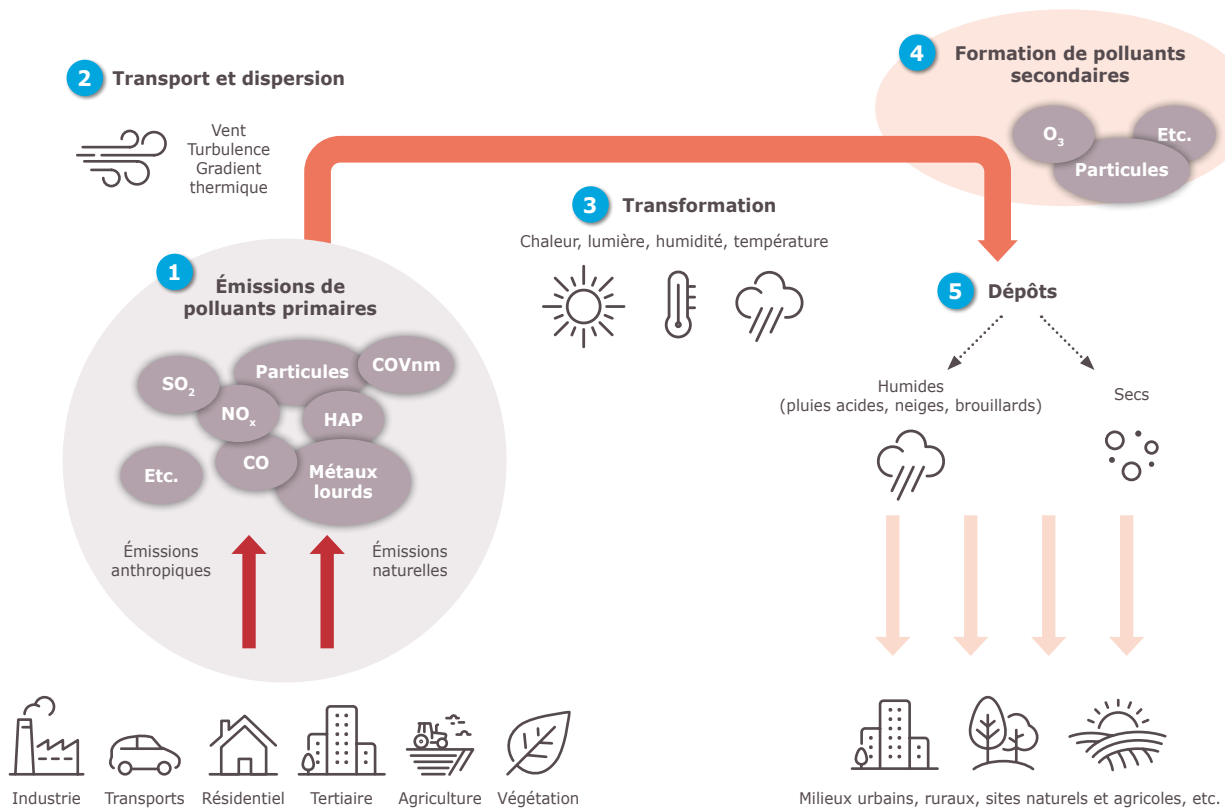 2 Transport et dispersion
Vent
Turbulence
Gradient
thermique
4 Formation de polluants
secondaires
O₃
Etc.
Particules
3 Transformation
Chaleur, lumière, humidité, température
1
Émissions de
polluants primaires
SO₂
Particules
COVnm
NOₓ
HAP
CO
Etc.
Métaux
lourds
Émissions
anthropiques
Émissions
naturelles
5 Dépôts
Humides
(pluies acides, neiges, brouillards)
Secs
Industrie
Transports
Résidentiel
Tertiaire
Agriculture
Végétation
Milieux urbains, ruraux, sites naturels et agricoles, etc.